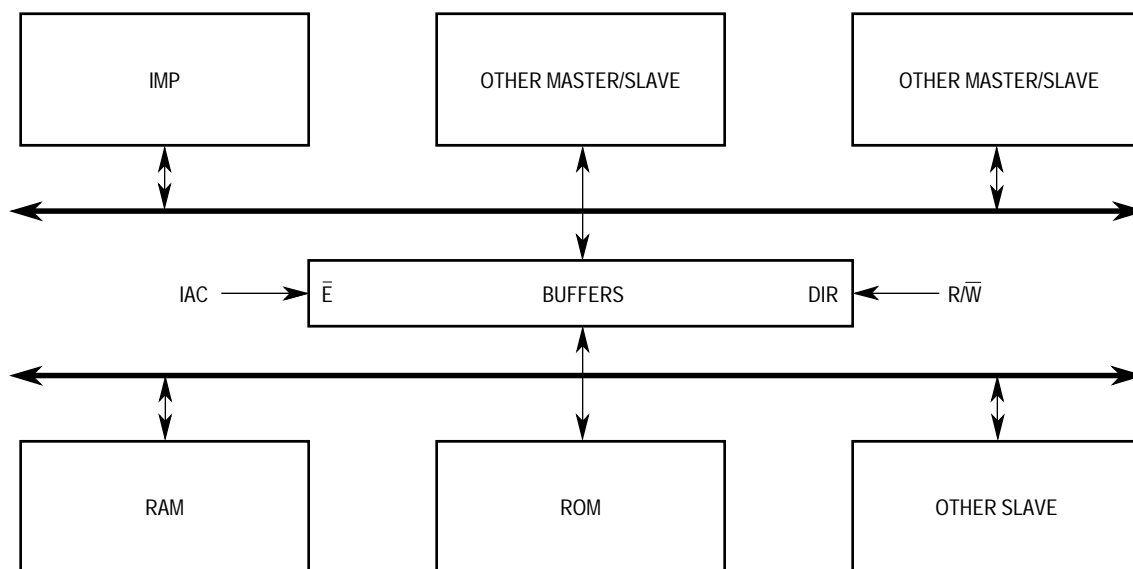 IMP
OTHER MASTER/SLAVE
OTHER MASTER/SLAVE
IAC
E̅
BUFFERS
DIR
R/W̅
RAM
ROM
OTHER SLAVE